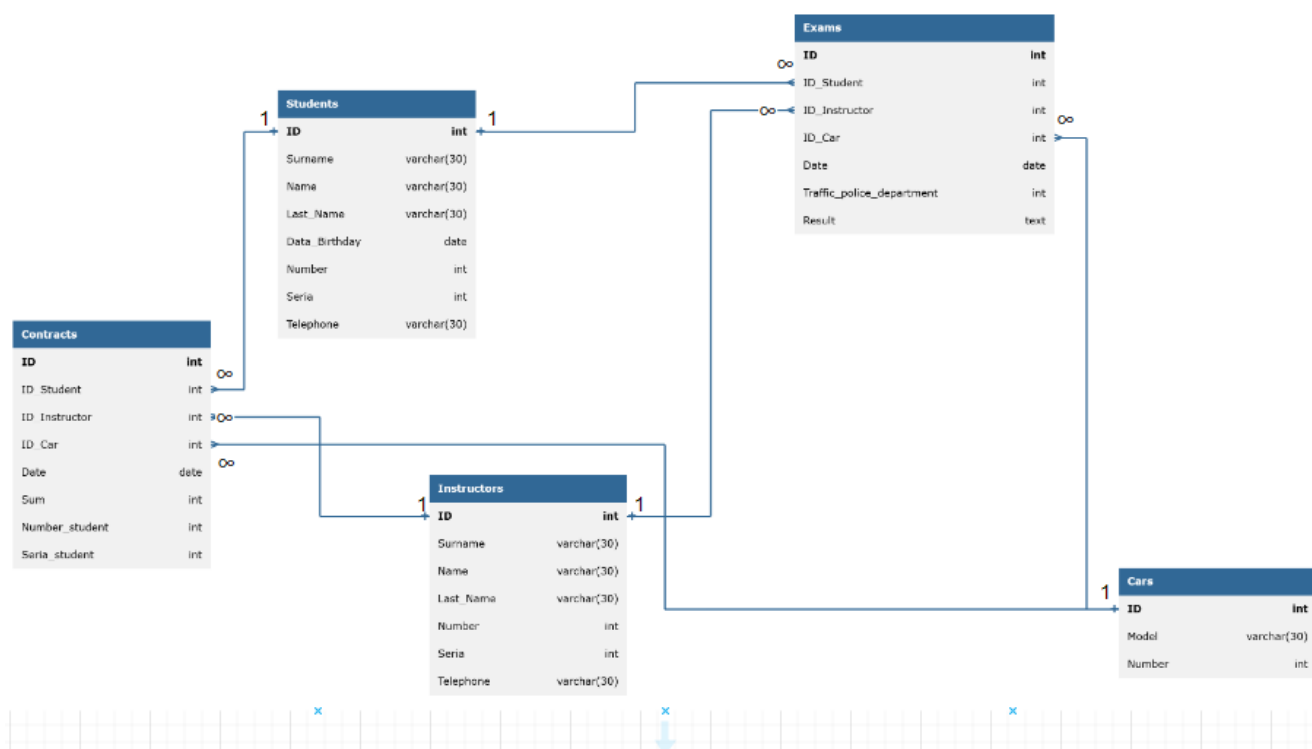 Exams
ID int
ID_Student int
ID_Instructor int
ID_Car int
Date date
Traffic_police_department int
Result text
∞
∞
∞
Students
1 1
ID int
Surname varchar(30)
Name varchar(30)
Last_Name varchar(30)
Data_Birthday date
Number int
Seria int
Telephone varchar(30)
Contracts
ID int
ID_Student int
ID_Instructor int
ID_Car int
Date date
Sum int
Number_student int
Seria_student int
∞
∞
∞
Instructors
1 1
ID int
Surname varchar(30)
Name varchar(30)
Last_Name varchar(30)
Number int
Seria int
Telephone varchar(30)
Cars
1
ID int
Model varchar(30)
Number int